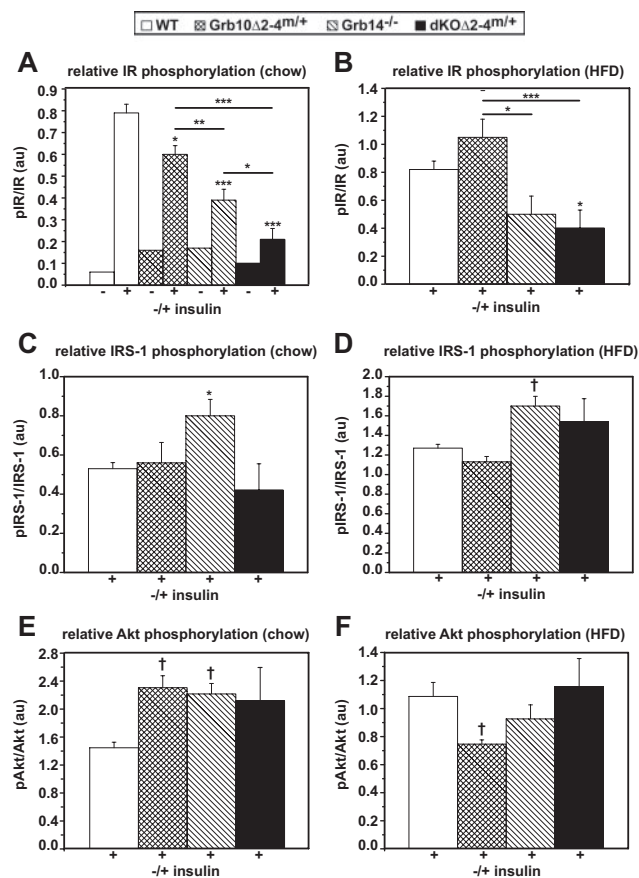 WT Grb10Δ2-4m/+ Grb14-/- dKOΔ2-4m/+
A relative IR phosphorylation (chow)
pIR/IR (au)
0.9
0.8
0.7
0.6
0.5
0.4
0.3
0.2
0.1
0.0
***
**
*
*
***
***
- + - + - + - +
-/+ insulin
B relative IR phosphorylation (HFD)
pIR/IR (au)
1.4
1.2
1.0
0.8
0.6
0.4
0.2
0.0
***
*
*
+ + + +
-/+ insulin
C relative IRS-1 phosphorylation (chow)
pIRS-1/IRS-1 (au)
1.0
0.8
0.6
0.4
0.2
0.0
*
+ + + +
-/+ insulin
D relative IRS-1 phosphorylation (HFD)
pIRS-1/IRS-1 (au)
2.0
1.8
1.6
1.4
1.2
1.0
0.8
0.6
0.4
0.2
0.0
†
+ + + +
-/+ insulin
E relative Akt phosphorylation (chow)
pAkt/Akt (au)
2.8
2.4
2.0
1.6
1.2
0.8
0.4
0.0
† †
+ + + +
-/+ insulin
F relative Akt phosphorylation (HFD)
pAkt/Akt (au)
1.4
1.2
1.0
0.8
0.6
0.4
0.2
0.0
†
+ + + +
-/+ insulin